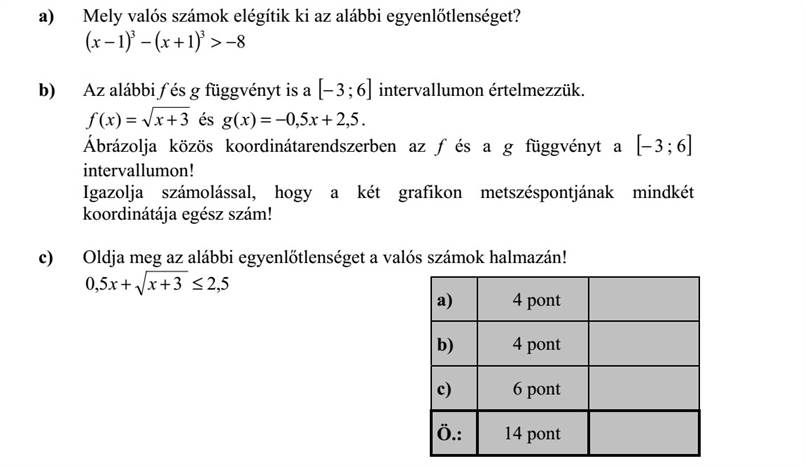 a) Mely valós számok elégítik ki az alábbi egyenlőtlenséget?
(x−1)³ −(x+1)³ > −8
b) Az alábbi f és g függvényt is a [−3 ; 6] intervallumon értelmezzük.
f(x) = √(x+3) és g(x) = −0,5x + 2,5.
Ábrázolja közös koordinátarendszerben az f és a g függvényt a [−3 ; 6]
intervallumon!
Igazolja számolással, hogy a két grafikon metszéspontjának mindkét
koordinátája egész szám!
c) Oldja meg az alábbi egyenlőtlenséget a valós számok halmazán!
0,5x + √(x+3) ≤ 2,5
a) 4 pont
b) 4 pont
c) 6 pont
Ö.: 14 pont